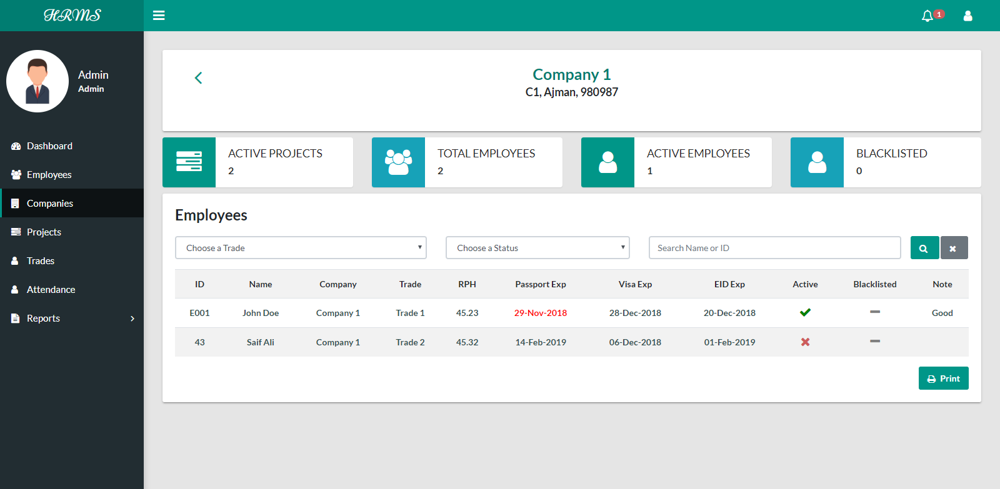 HRMS
1
Admin
Admin
Dashboard
Employees
Companies
Projects
Trades
Attendance
Reports
Company 1
C1, Ajman, 980987
ACTIVE PROJECTS
2
TOTAL EMPLOYEES
2
ACTIVE EMPLOYEES
1
BLACKLISTED
0
Employees
Choose a Trade
Choose a Status
Search Name or ID
ID Name Company Trade RPH Passport Exp Visa Exp EID Exp Active Blacklisted Note
E001 John Doe Company 1 Trade 1 45.23 29-Nov-2018 28-Dec-2018 20-Dec-2018 Good
43 Saif Ali Company 1 Trade 2 45.32 14-Feb-2019 06-Dec-2018 01-Feb-2019
Print